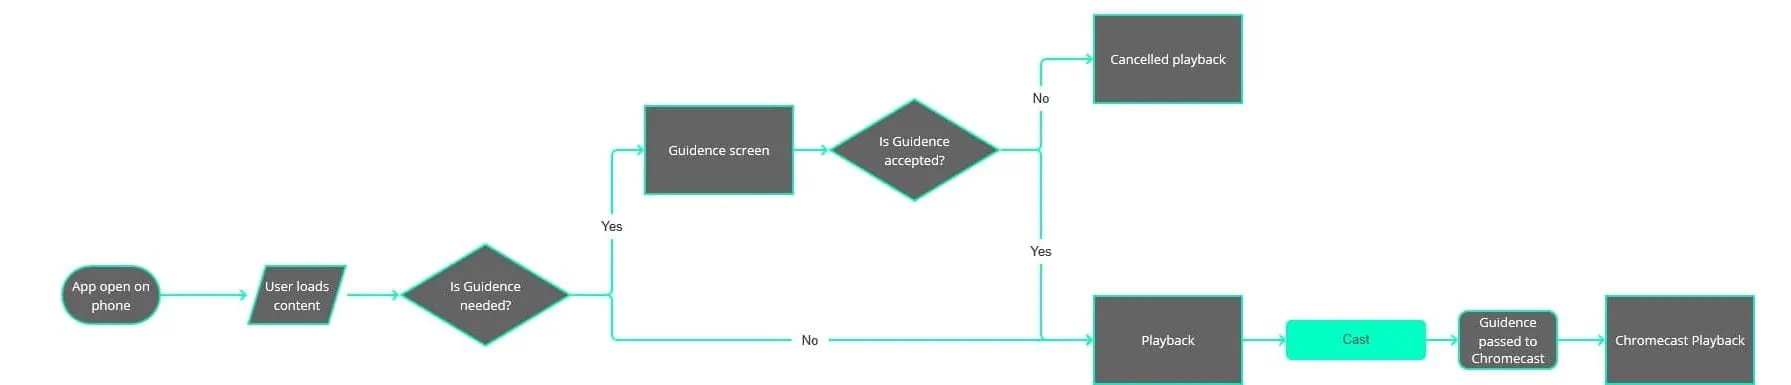 App open on
phone
User loads
content
Is Guidence
needed?
Yes
No
Guidence screen
Is Guidence
accepted?
No
Yes
Cancelled playback
Playback
Cast
Guidence
passed to
Chromecast
Chromecast Playback